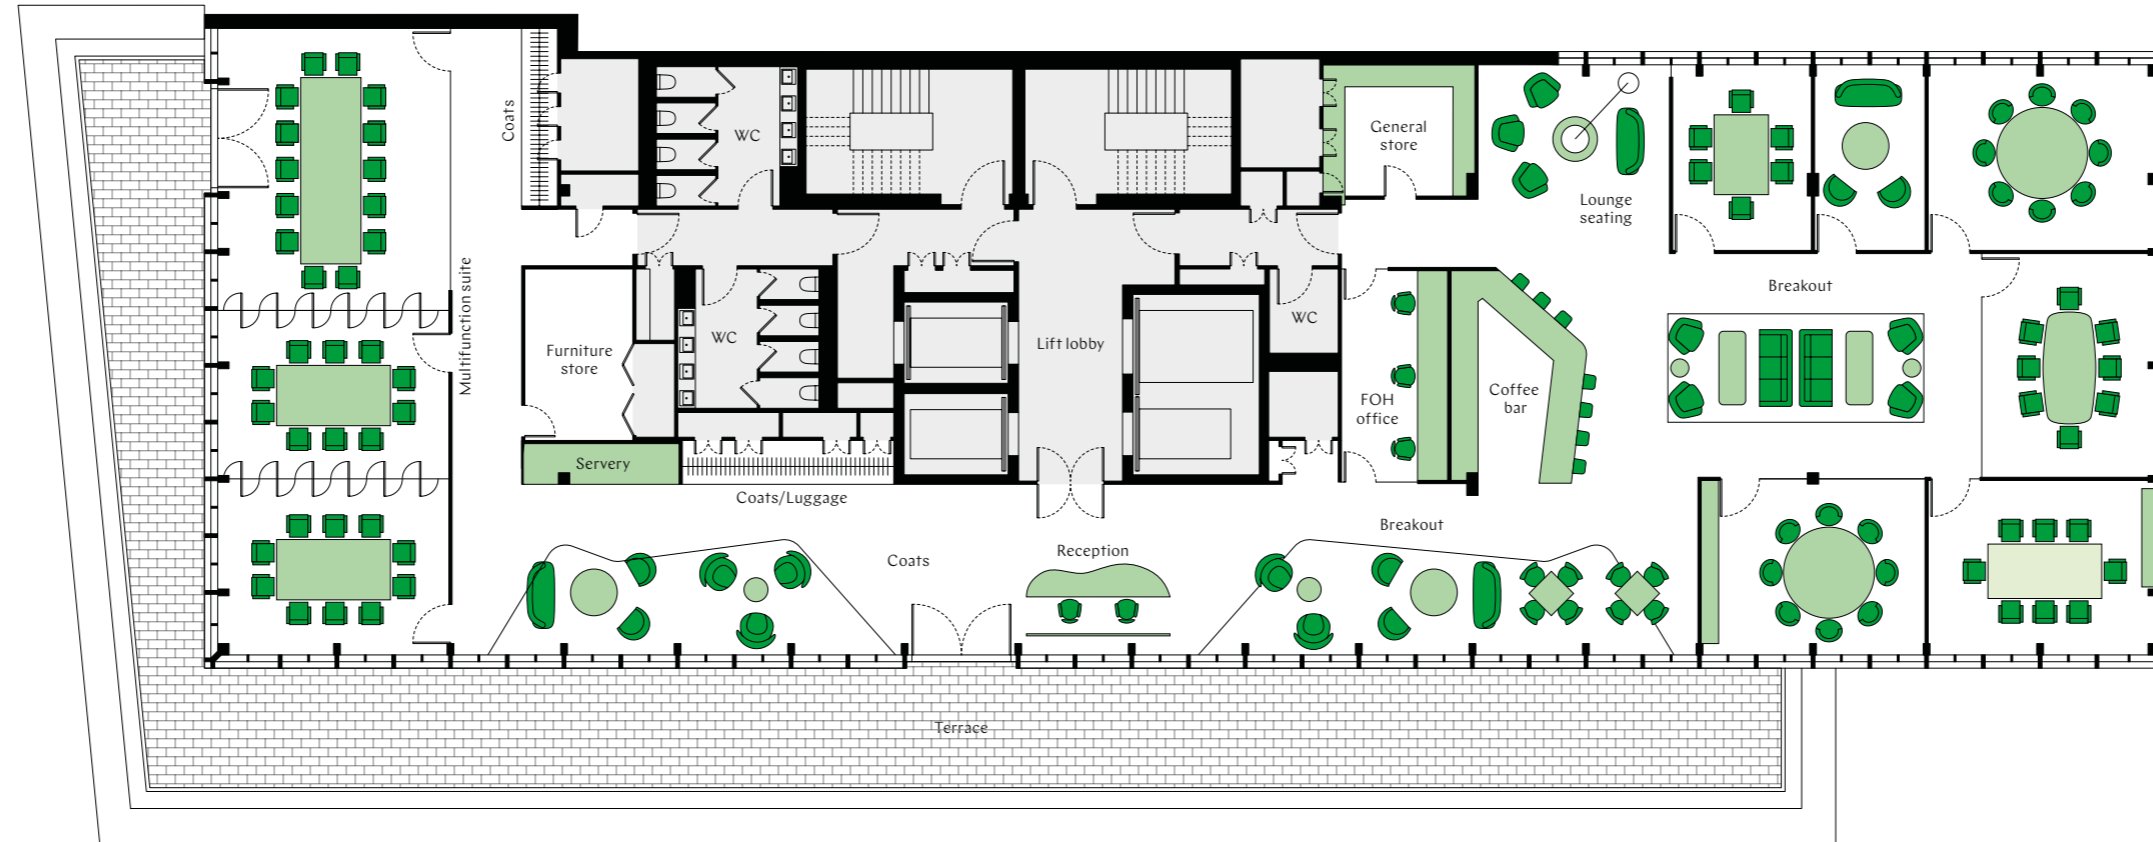 Coats
WC
General
store
Lounge
seating
Multifunction suite
Breakout
Furniture
store
WC
Lift lobby
WC
FOH
office
Coffee
bar
Servery
Coats/Luggage
Breakout
Coats
Reception
Terrace